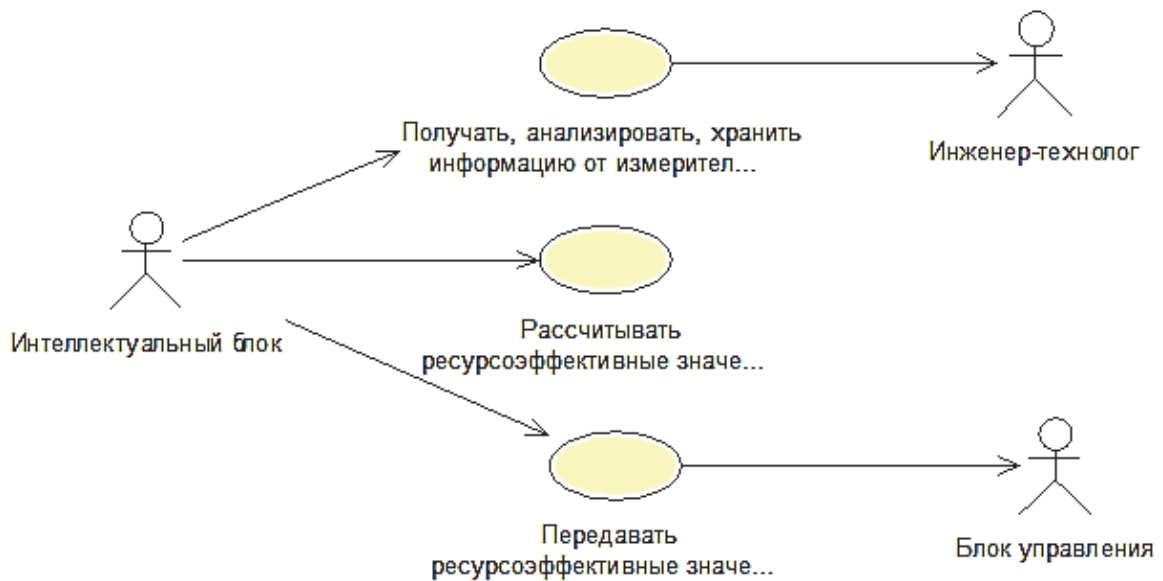 Получать, анализировать, хранить
информацию от измерител...
Инженер-технолог
Интеллектуальный блок
Рассчитывать
ресурсоэффективные значе...
Передавать
ресурсоэффективные значе...
Блок управления